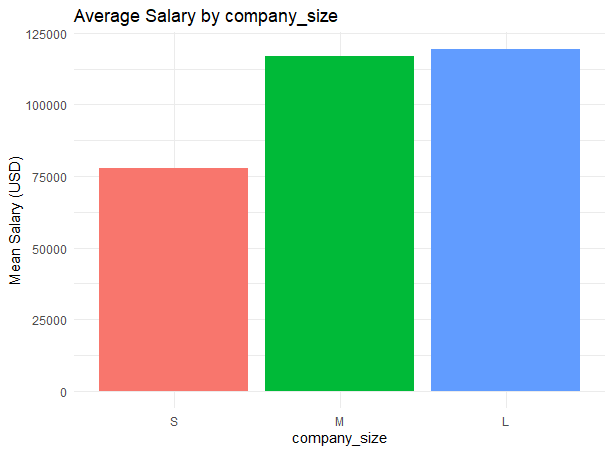 Average Salary by company_size
Mean Salary (USD)
125000
100000
75000
50000
25000
0
S M L
company_size